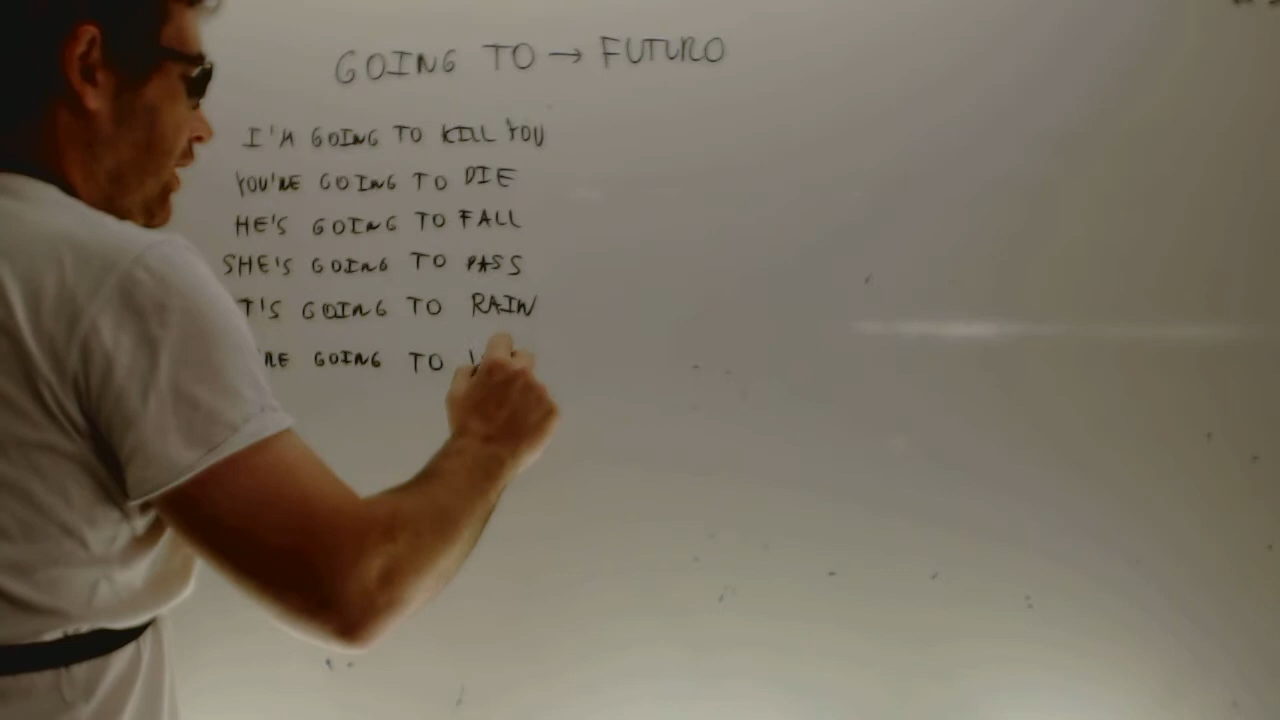 GOING TO → FUTURO
I'M GOING TO KILL YOU
YOU'RE GOING TO DIE
HE'S GOING TO FALL
SHE'S GOING TO PASS
T'S GOING TO RAIN
'RE GOING TO